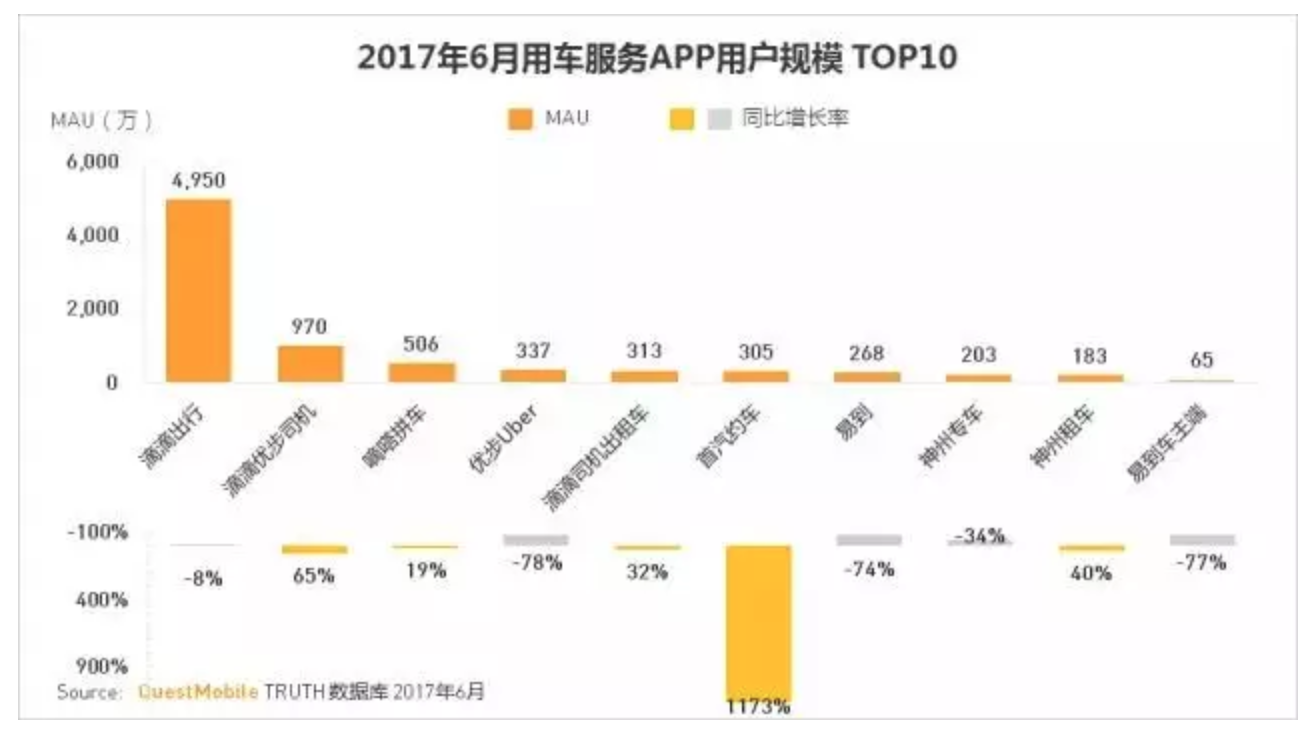 2017年6月用车服务APP用户规模 TOP10
MAU（万）
MAU
同比增长率
6,000
4,000
2,000
0
4,950
970
506
337
313
305
268
203
183
65
滴滴出行
滴滴优步司机
嘀嗒拼车
优步Uber
滴滴司机出租车
首汽约车
易到
神州专车
神州租车
易到车主端
-100%
400%
900%
-8%
65%
19%
-78%
32%
1173%
-74%
-34%
40%
-77%
Source: QuestMobile TRUTH 数据库 2017年6月